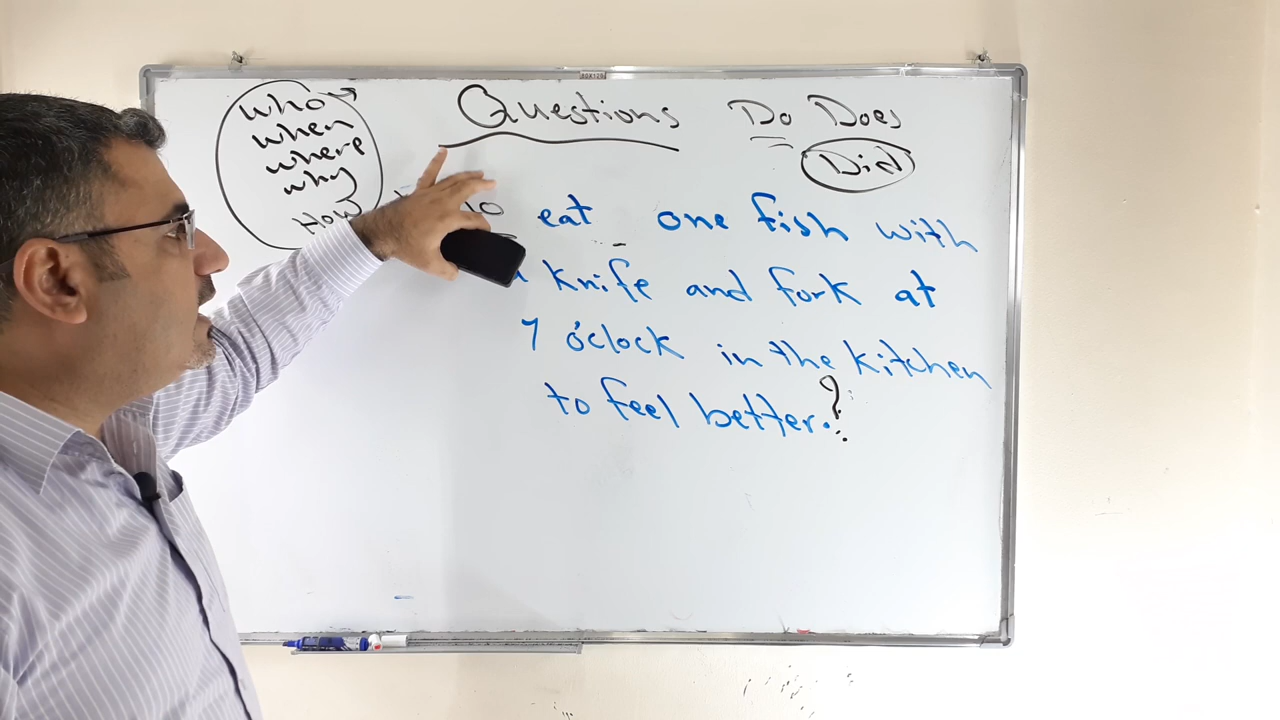 Who
when
where
why
How
Questions
Do Does
Did
eat one fish with
knife and fork at
7 o'clock in the kitchen
to feel better.?